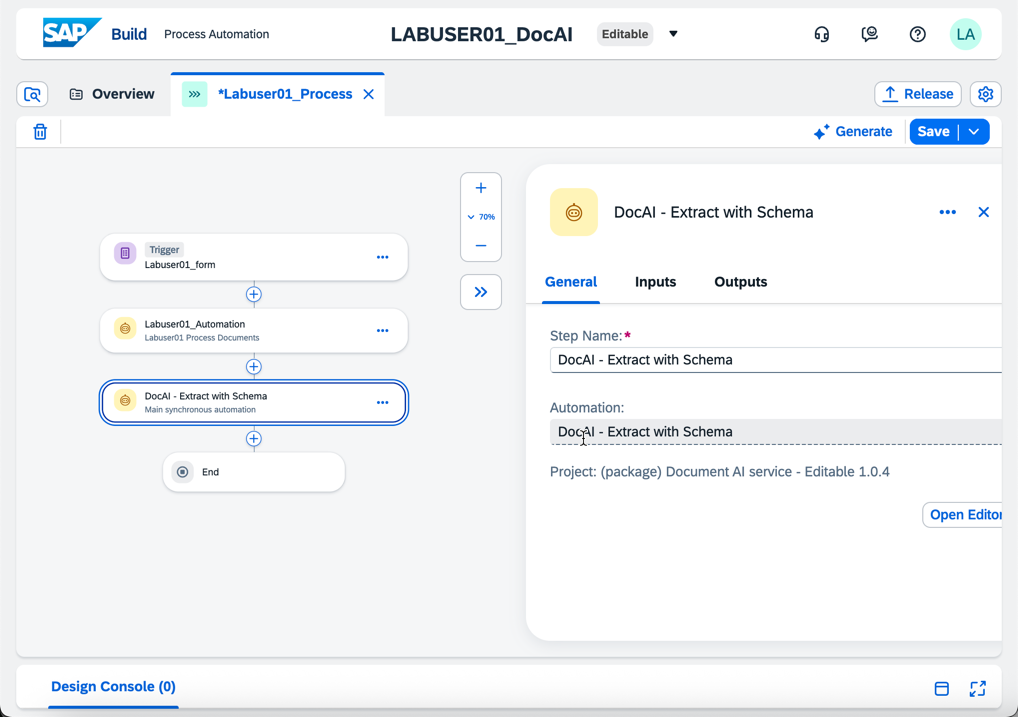 SAP Build Process Automation LABUSER01_DocAI Editable LA
Overview *Labuser01_Process Release
Generate Save
70%
Trigger
Labuser01_form
Labuser01_Automation
Labuser01 Process Documents
DocAI - Extract with Schema
Main synchronous automation
End
DocAI - Extract with Schema
General Inputs Outputs
Step Name:*
DocAI - Extract with Schema
Automation:
DocAI - Extract with Schema
Project: (package) Document AI service - Editable 1.0.4
Open Editor
Design Console (0)